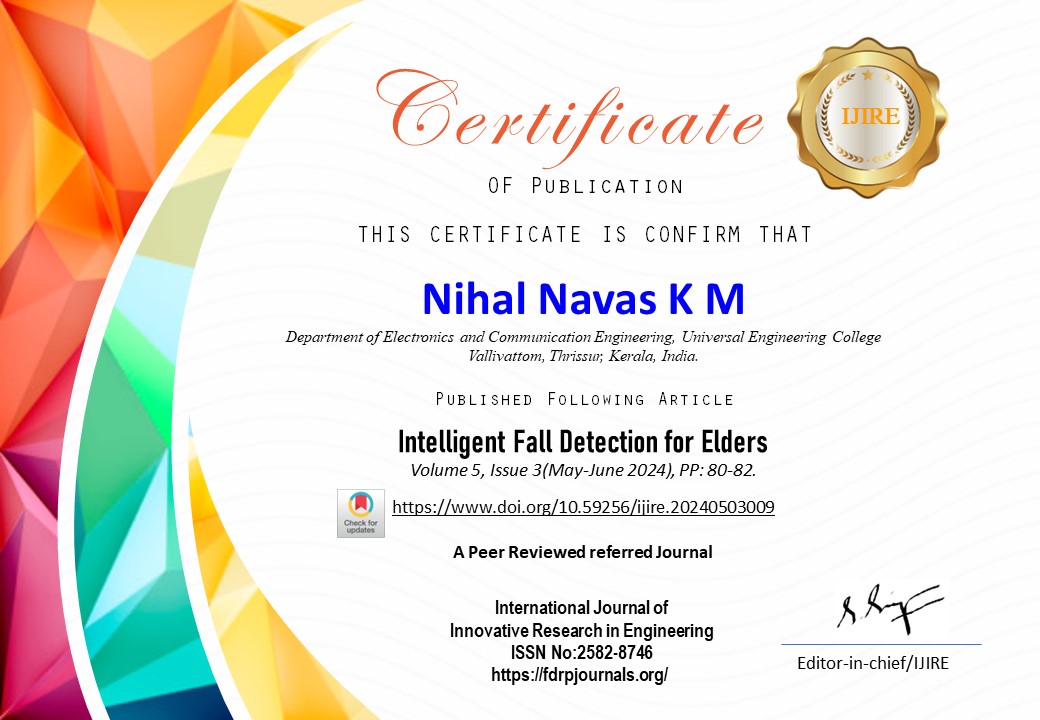 Certificate
IJIRE
OF PUBLICATION
THIS CERTIFICATE IS CONFIRM THAT
Nihal Navas K M
Department of Electronics and Communication Engineering, Universal Engineering College
Vallivattom, Thrissur, Kerala, India.
PUBLISHED FOLLOWING ARTICLE
Intelligent Fall Detection for Elders
Volume 5, Issue 3(May-June 2024), PP: 80-82.
Check for
updates
https://www.doi.org/10.59256/ijire.20240503009
A Peer Reviewed referred Journal
International Journal of
Innovative Research in Engineering
ISSN No:2582-8746
https://fdrpjournals.org/
Editor-in-chief/IJIRE